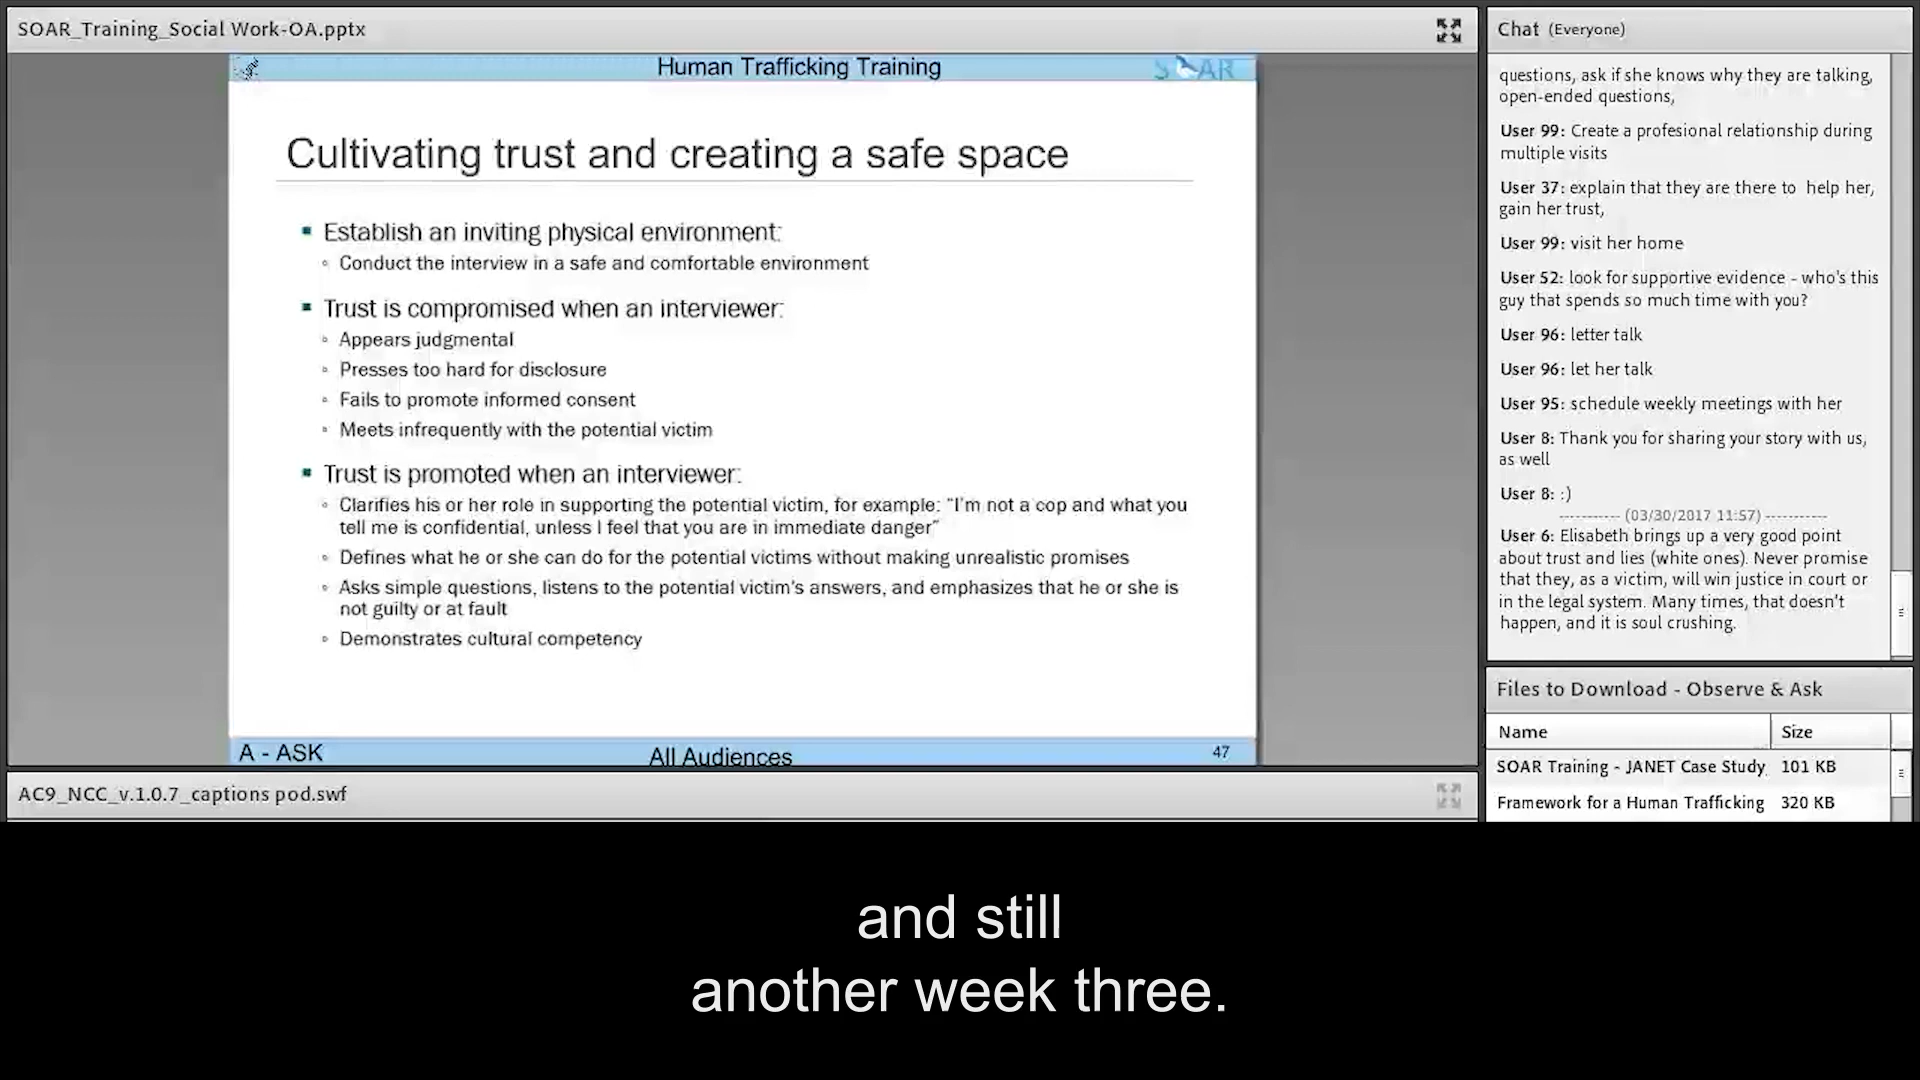 SOAR_Training_Social Work-OA.pptx
Human Trafficking Training
SOAR
Cultivating trust and creating a safe space
Establish an inviting physical environment:
Conduct the interview in a safe and comfortable environment
Trust is compromised when an interviewer:
Appears judgmental
Presses too hard for disclosure
Fails to promote informed consent
Meets infrequently with the potential victim
Trust is promoted when an interviewer:
Clarifies his or her role in supporting the potential victim, for example: “I’m not a cop and what you
tell me is confidential, unless I feel that you are in immediate danger”
Defines what he or she can do for the potential victims without making unrealistic promises
Asks simple questions, listens to the potential victim’s answers, and emphasizes that he or she is
not guilty or at fault
Demonstrates cultural competency
A - ASK
All Audiences
47
AC9_NCC_v.1.0.7_captions pod.swf
and still
another week three.
Chat (Everyone)
questions, ask if she knows why they are talking,
open-ended questions,
User 99: Create a profesional relationship during
multiple visits
User 37: explain that they are there to  help her,
gain her trust,
User 99: visit her home
User 52: look for supportive evidence - who's this
guy that spends so much time with you?
User 96: letter talk
User 96: let her talk
User 95: schedule weekly meetings with her
User 8: Thank you for sharing your story with us,
as well
User 8: :)
---------- (03/30/2017 11:57) ----------
User 6: Elisabeth brings up a very good point
about trust and lies (white ones). Never promise
that they, as a victim, will win justice in court or
in the legal system. Many times, that doesn't
happen, and it is soul crushing.
Files to Download - Observe & Ask
Name Size
SOAR Training - JANET Case Study 101 KB
Framework for a Human Trafficking 320 KB